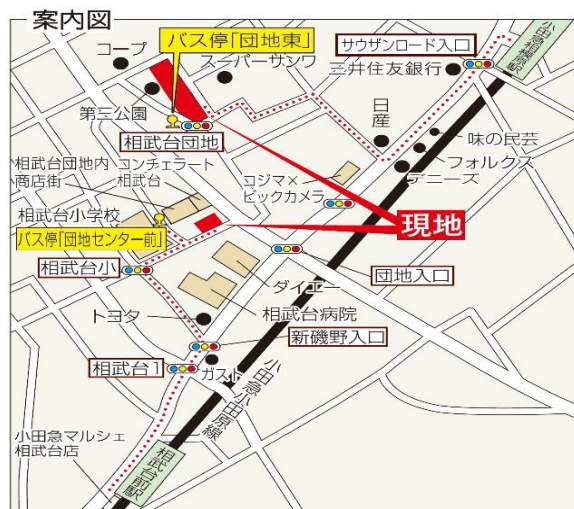 案内図
コープ
バス停「団地東」
スーパーサンワ
サウザンロード入口
小田急相模原駅
三井住友銀行
第三公園
相武台団地
日産
味の民芸
フォルクス
デニーズ
相武台団地内
商店街
コンチェラート
相武台
コジマ×
ビックカメラ
相武台小学校
バス停「団地センター前」
現地
相武台小
団地入口
ダイエー
相武台病院
トヨタ
新磯野入口
相武台1
ガスト
小田急小田原線
小田急マルシェ
相武台店
相武台前駅